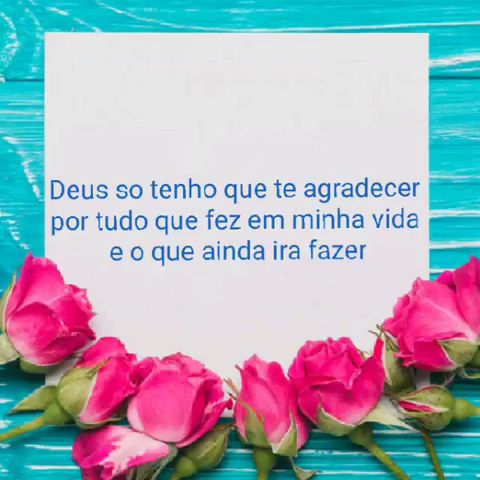 Deus so tenho que te agradecer
por tudo que fez em minha vida
e o que ainda ira fazer